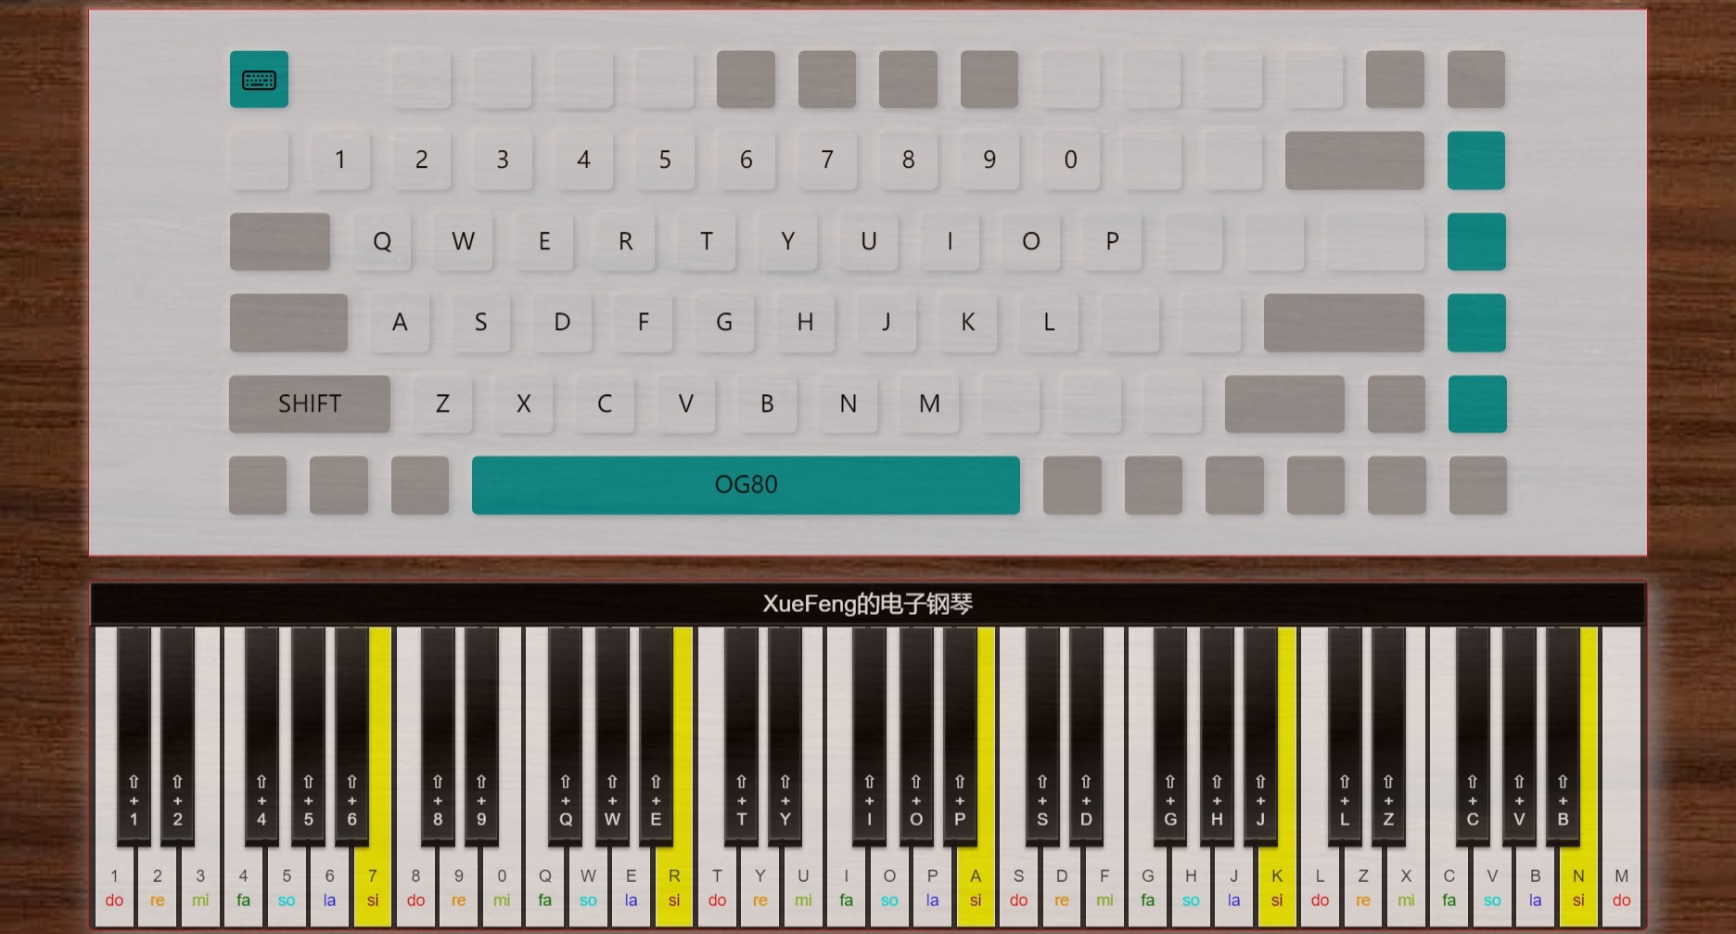 1 2 3 4 5 6 7 8 9 0
Q W E R T Y U I O P
A S D F G H J K L
SHIFT Z X C V B N M
OG80
XueFeng的电子钢琴
⇧ ⇧ ⇧ ⇧ ⇧ ⇧ ⇧ ⇧ ⇧ ⇧ ⇧ ⇧ ⇧ ⇧ ⇧ ⇧ ⇧ ⇧ ⇧ ⇧ ⇧ ⇧ ⇧ ⇧ ⇧
+ + + + + + + + + + + + + + + + + + + + + + + + +
1 2 4 5 6 8 9 Q W E T Y I O P S D G H J L Z C V B
1 2 3 4 5 6 7 8 9 0 Q W E R T Y U I O P A S D F G H J K L Z X C V B N M
do re mi fa so la si do re mi fa so la si do re mi fa so la si do re mi fa so la si do re mi fa so la si do